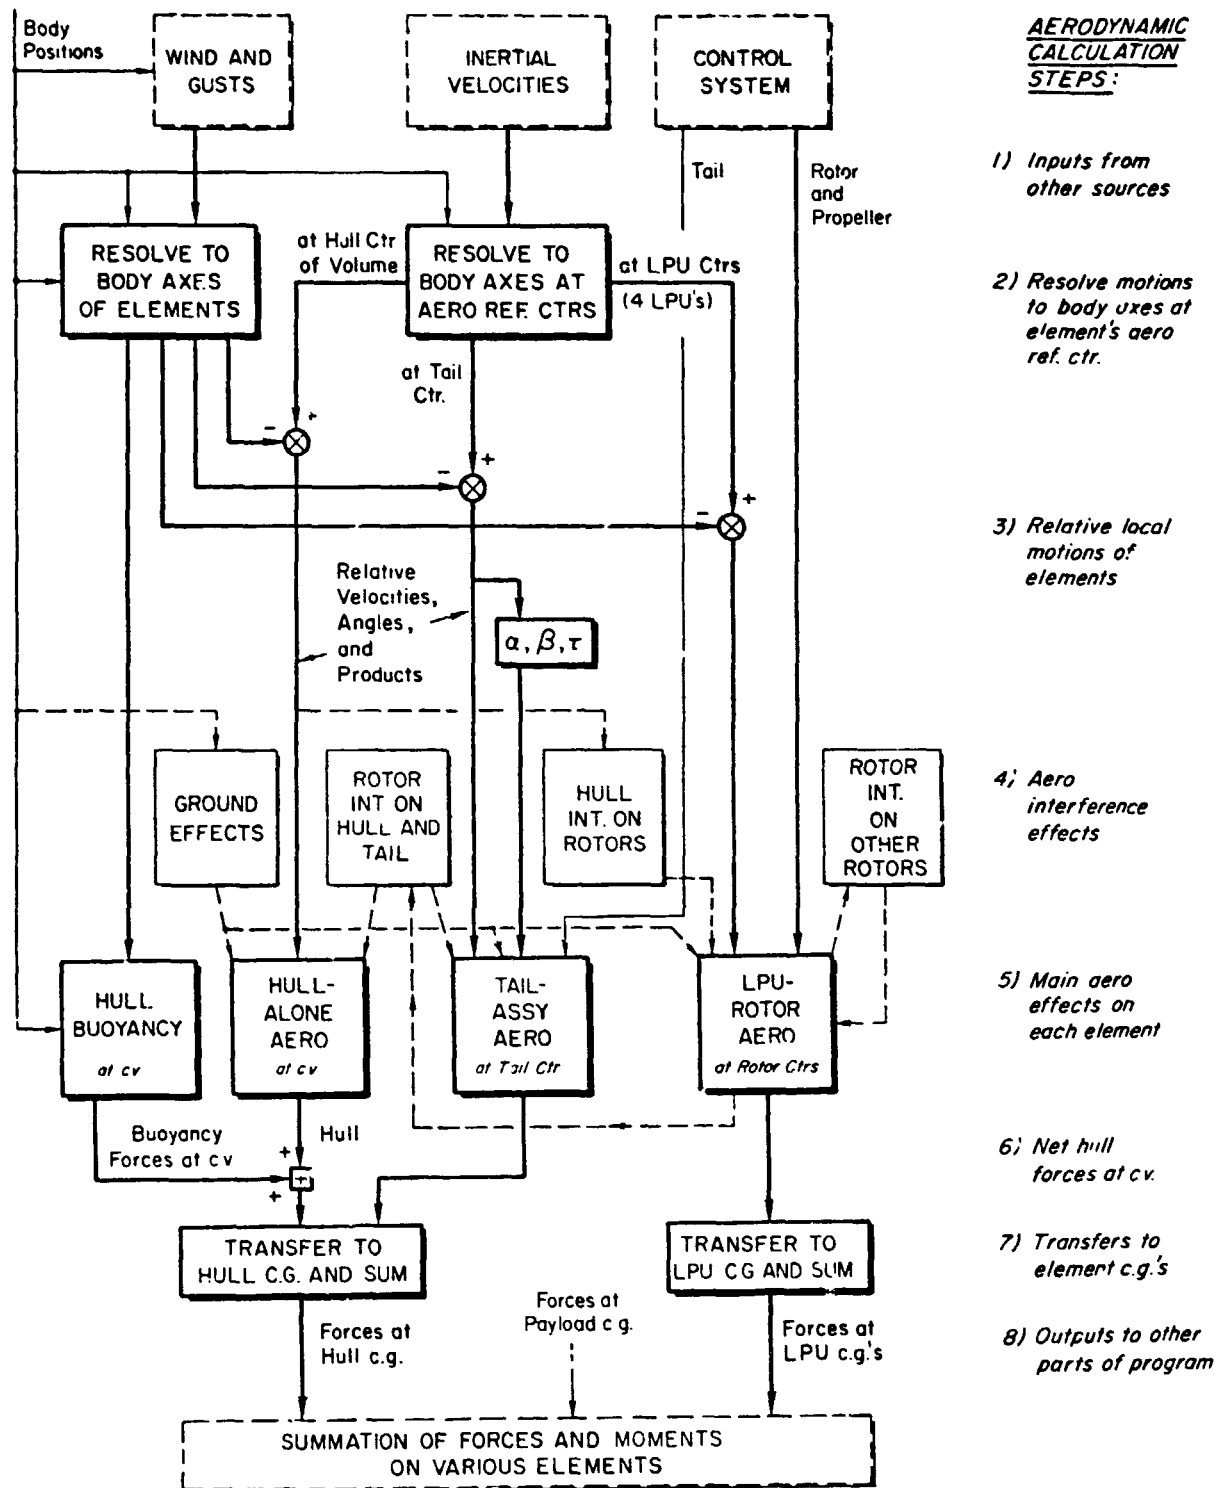 Body
Positions
WIND AND
GUSTS
INERTIAL
VELOCITIES
CONTROL
SYSTEM
AERODYNAMIC
CALCULATION
STEPS:
Tail
Rotor
and
Propeller
1) Inputs from
other sources
RESOLVE TO
BODY AXES
OF ELEMENTS
at Hull Ctr
of Volume
RESOLVE TO
BODY AXES AT
AERO REF. CTRS
at LPU Ctrs
(4 LPU's)
2) Resolve motions
to body axes at
element's aero
ref. ctr.
at Tail
Ctr.
+
-
+
-
+
-
3) Relative local
motions of
elements
Relative
Velocities,
Angles,
and
Products
α, β, τ
GROUND
EFFECTS
ROTOR
INT ON
HULL AND
TAIL
HULL
INT. ON
ROTORS
ROTOR
INT.
ON
OTHER
ROTORS
4) Aero
interference
effects
HULL
BUOYANCY
at cv
HULL-
ALONE
AERO
at cv
TAIL-
ASSY
AERO
at Tail Ctr
LPU-
ROTOR
AERO
at Rotor Ctrs
5) Main aero
effects on
each element
Buoyancy
Forces at cv
Hull
+
+
+
6) Net hull
forces at cv.
TRANSFER TO
HULL C.G. AND SUM
TRANSFER TO
LPU CG AND SUM
7) Transfers to
element c.g.'s
Forces at
Hull c.g.
Forces at
Payload c g.
Forces at
LPU c.g.'s
8) Outputs to other
parts of program
SUMMATION OF FORCES AND MOMENTS
ON VARIOUS ELEMENTS